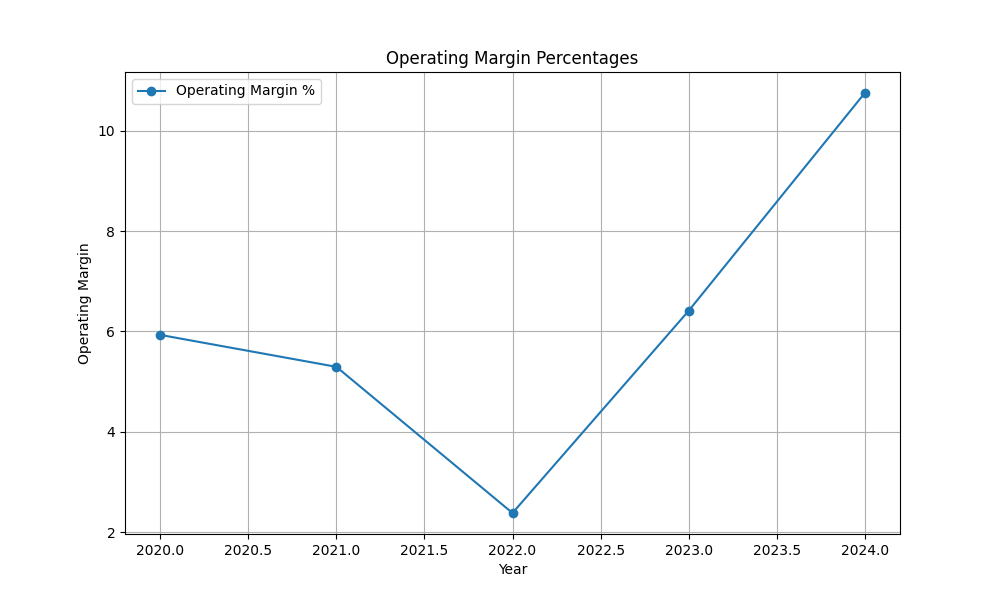 Operating Margin Percentages
Operating Margin %
10
8
6
4
2
Operating Margin
2020.0 2020.5 2021.0 2021.5 2022.0 2022.5 2023.0 2023.5 2024.0
Year